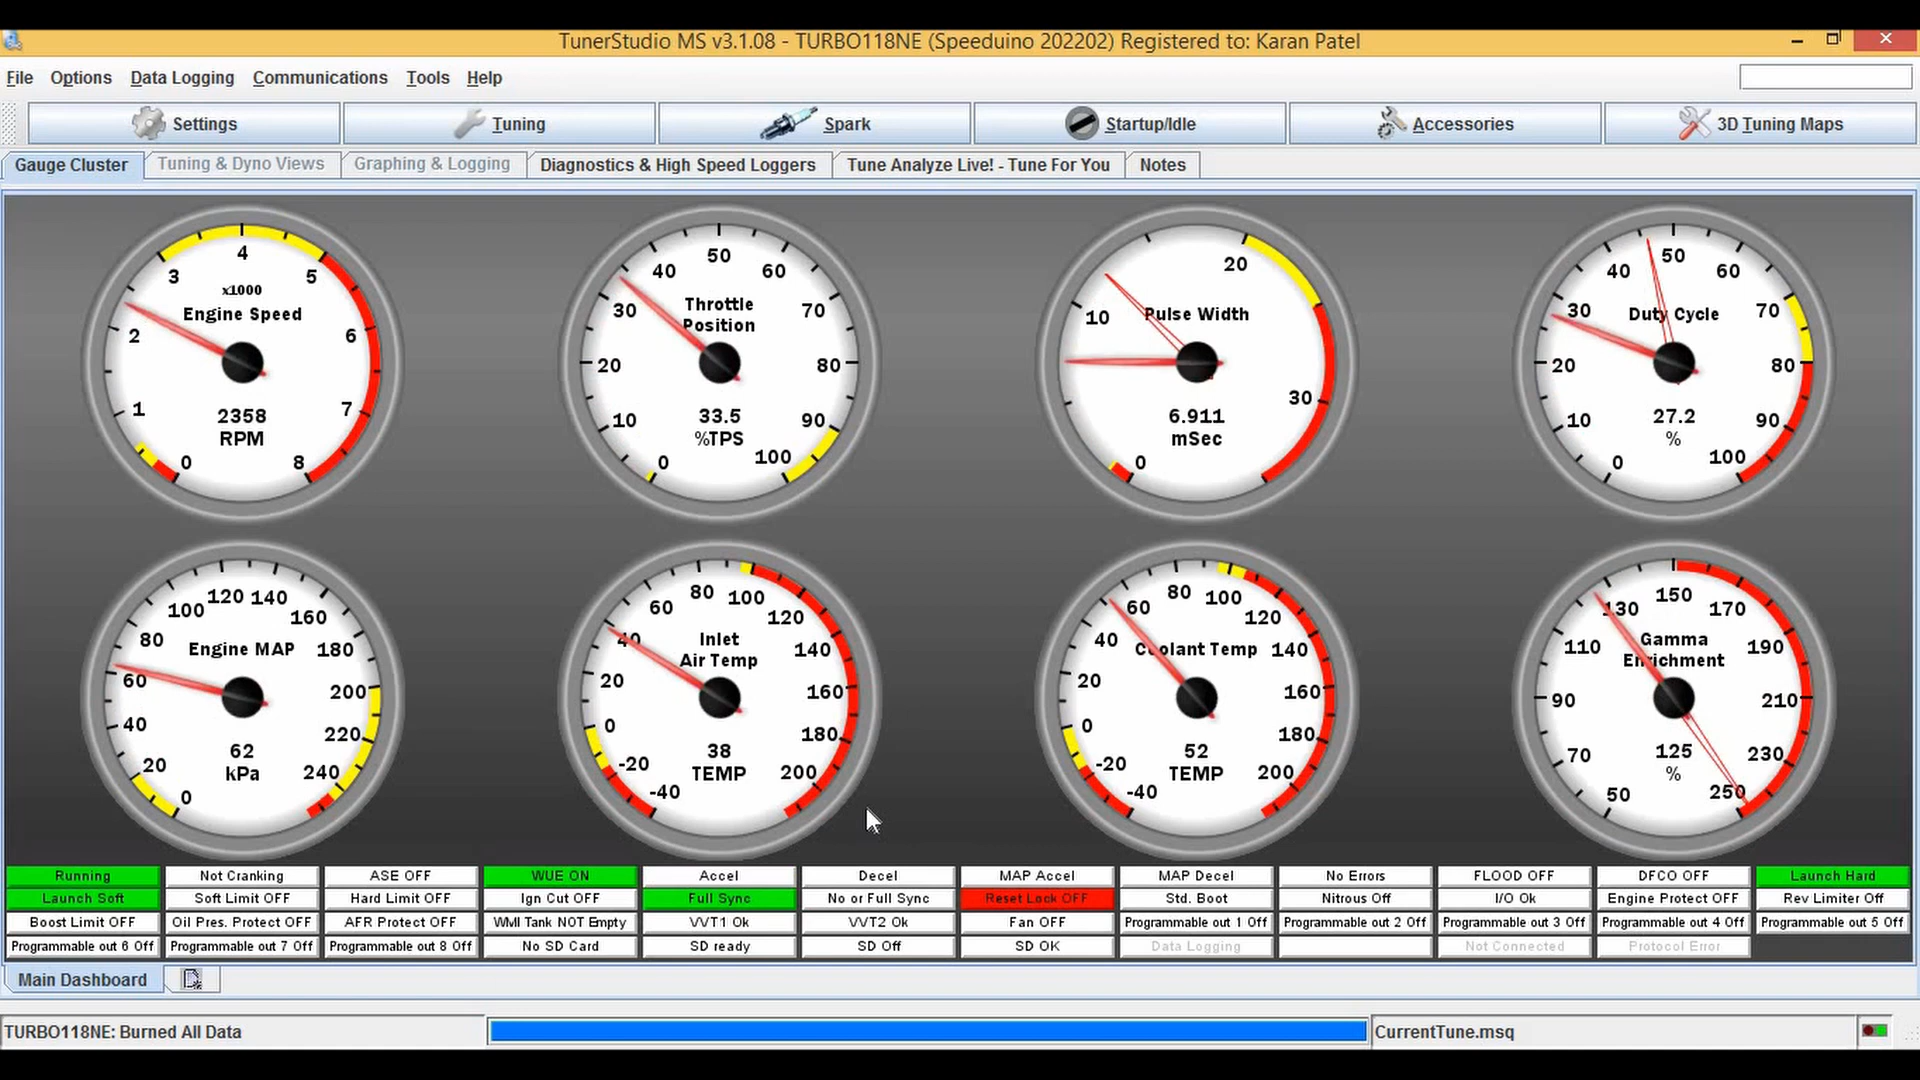 TunerStudio MS v3.1.08 - TURBO118NE (Speeduino 202202) Registered to: Karan Patel
File Options Data Logging Communications Tools Help
Settings Tuning Spark Startup/Idle Accessories 3D Tuning Maps
Gauge Cluster Tuning & Dyno Views Graphing & Logging Diagnostics & High Speed Loggers Tune Analyze Live! - Tune For You Notes
0 1 2 3 4 5 6 7 8
x1000
Engine Speed
2358
RPM
0 10 20 30 40 50 60 70 80 90 100
Throttle
Position
33.5
%TPS
0 10 20 30
Pulse Width
6.911
mSec
0 10 20 30 40 50 60 70 80 90 100
Duty Cycle
27.2
%
0 20 40 60 80 100 120 140 160 180 200 220 240
Engine MAP
62
kPa
-40 -20 0 20 40 60 80 100 120 140 160 180 200
Inlet
Air Temp
38
TEMP
-40 -20 0 20 40 60 80 100 120 140 160 180 200
Coolant Temp
52
TEMP
50 70 90 110 130 150 170 190 210 230 250
Gamma
Enrichment
125
%
Running Not Cranking ASE OFF WUE ON Accel Decel MAP Accel MAP Decel No Errors FLOOD OFF DFCO OFF Launch Hard
Launch Soft Soft Limit OFF Hard Limit OFF Ign Cut OFF Full Sync No or Full Sync Reset Lock OFF Std. Boot Nitrous Off I/O Ok Engine Protect OFF Rev Limiter Off
Boost Limit OFF Oil Pres. Protect OFF AFR Protect OFF WMI Tank NOT Empty VVT1 Ok VVT2 Ok Fan OFF Programmable out 1 Off Programmable out 2 Off Programmable out 3 Off Programmable out 4 Off Programmable out 5 Off
Programmable out 6 Off Programmable out 7 Off Programmable out 8 Off No SD Card SD ready SD Off SD OK Data Logging Not Connected Protocol Error
Main Dashboard
TURBO118NE: Burned All Data CurrentTune.msq